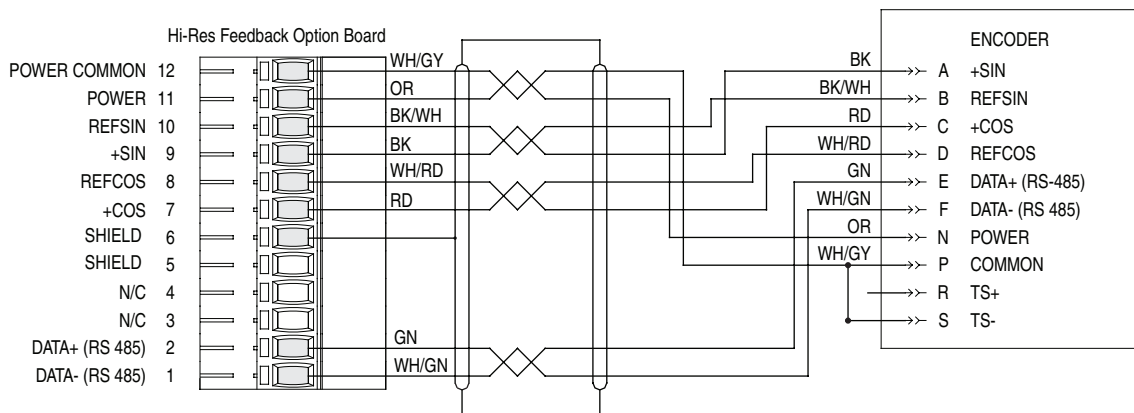 Hi-Res Feedback Option Board
POWER COMMON 12
POWER 11
REFSIN 10
+SIN 9
REFCOS 8
+COS 7
SHIELD 6
SHIELD 5
N/C 4
N/C 3
DATA+ (RS 485) 2
DATA- (RS 485) 1
WH/GY
OR
BK/WH
BK
WH/RD
RD
GN
WH/GN
BK
BK/WH
RD
WH/RD
GN
WH/GN
OR
WH/GY
ENCODER
A +SIN
B REFSIN
C +COS
D REFCOS
E DATA+ (RS-485)
F DATA- (RS 485)
N POWER
P COMMON
R TS+
S TS-